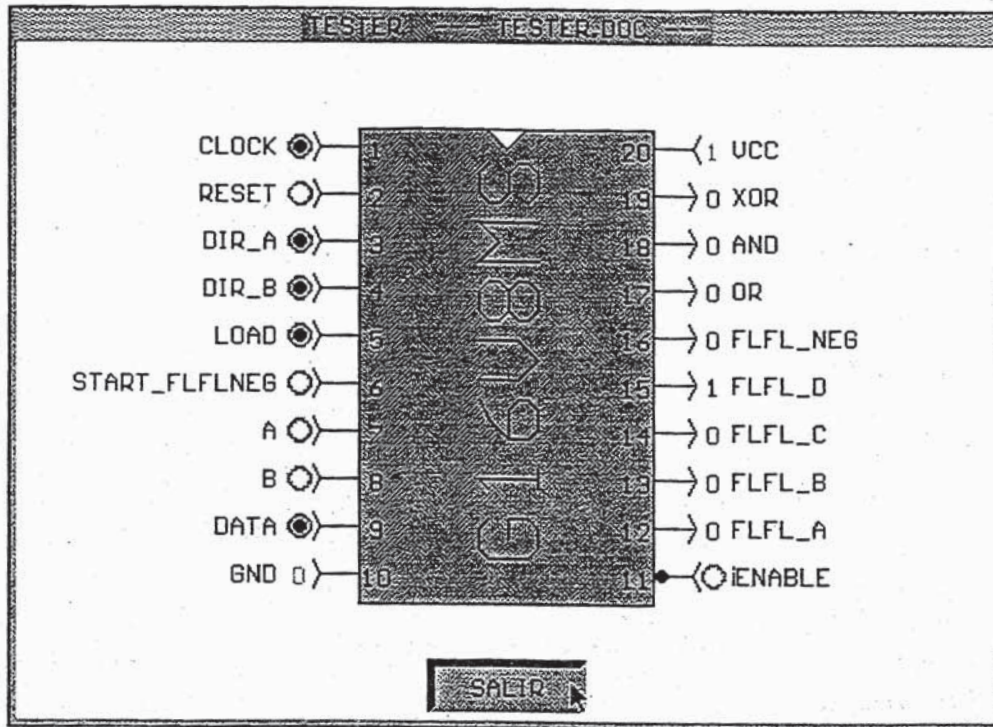 TESTER --- TESTER.DOC ---
CLOCK 1 20 1 VCC
RESET 2 19 0 XOR
DIR_A 3 18 0 AND
DIR_B 4 17 0 OR
LOAD 5 16 0 FLFL_NEG
START_FLFLNEG 6 15 1 FLFL_D
A 7 14 0 FLFL_C
B 8 13 0 FLFL_B
DATA 9 12 0 FLFL_A
GND 0 10 11 iENABLE
G16V8MS
SALIR